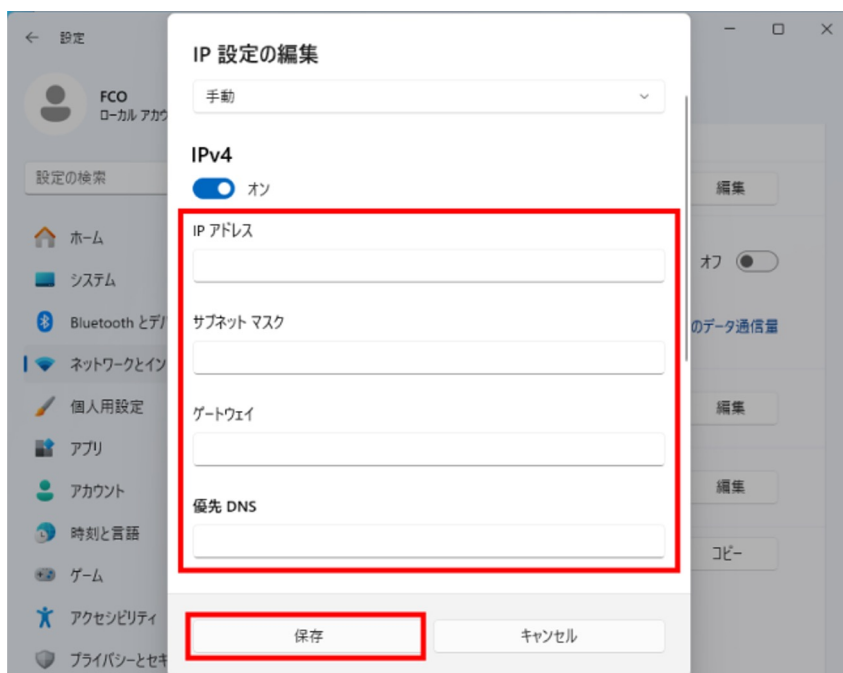 設定
FCO
ローカル アカウ
設定の検索
ホーム
システム
Bluetooth とデバ
ネットワークとイン
個人用設定
アプリ
アカウント
時刻と言語
ゲーム
アクセシビリティ
プライバシーとセキ
IP 設定の編集
手動
IPv4
オン
IP アドレス
サブネット マスク
ゲートウェイ
優先 DNS
保存
キャンセル
編集
オフ
のデータ通信量
編集
編集
コピー